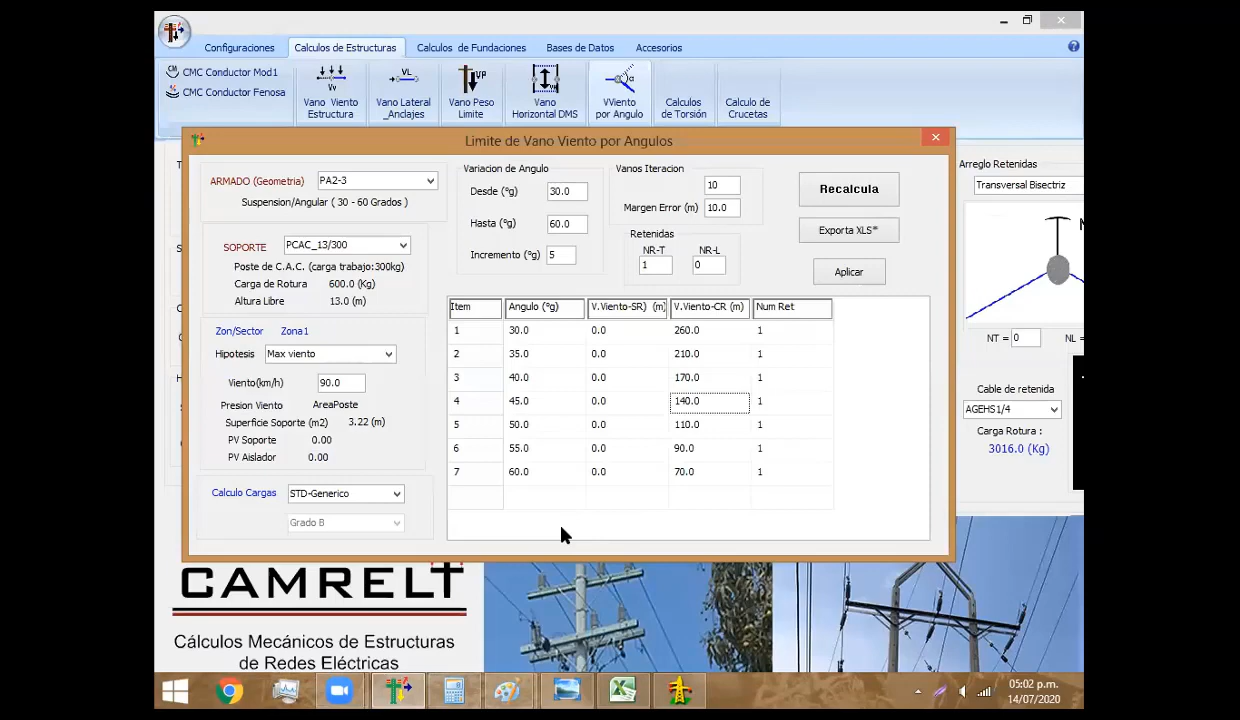 Configuraciones
Calculos de Estructuras
Calculos de Fundaciones
Bases de Datos
Accesorios
CMC Conductor Mod1
CMC Conductor Fenosa
Vv
Vano Viento
Estructura
VL
Vano Lateral
_Anclajes
VP
Vano Peso
Limite
Vano
Horizontal DMS
VViento
por Angulo
Calculos
de Torsión
Calculo de
Crucetas
Limite de Vano Viento por Angulos
ARMADO (Geometria)
PA2-3
Suspension/Angular ( 30 - 60 Grados )
SOPORTE
PCAC_13/300
Poste de C.A.C. (carga trabajo:300kg)
Carga de Rotura
600.0 (Kg)
Altura Libre
13.0 (m)
Zon/Sector
Zona1
Hipotesis
Max viento
Viento(km/h)
90.0
Presion Viento
AreaPoste
Superficie Soporte (m2)
3.22 (m)
PV Soporte
0.00
PV Aislador
0.00
Calculo Cargas
STD-Generico
Grado B
Variacion de Angulo
Desde (°g)
30.0
Hasta (°g)
60.0
Incremento (°g)
5
Vanos Iteracion
10
Margen Error (m)
10.0
Retenidas
NR-T
NR-L
1
0
Recalcula
Exporta XLS*
Aplicar
Item Angulo (°g) V.Viento-SR) (m) V.Viento-CR (m) Num Ret
1 30.0 0.0 260.0 1
2 35.0 0.0 210.0 1
3 40.0 0.0 170.0 1
4 45.0 0.0 140.0 1
5 50.0 0.0 110.0 1
6 55.0 0.0 90.0 1
7 60.0 0.0 70.0 1
Arreglo Retenidas
Transversal Bisectriz
NT =
0
NL =
Cable de retenida
AGEHS1/4
Carga Rotura :
3016.0 (Kg)
CAMRELT
Cálculos Mecánicos de Estructuras
de Redes Eléctricas
05:02 p.m.
14/07/2020